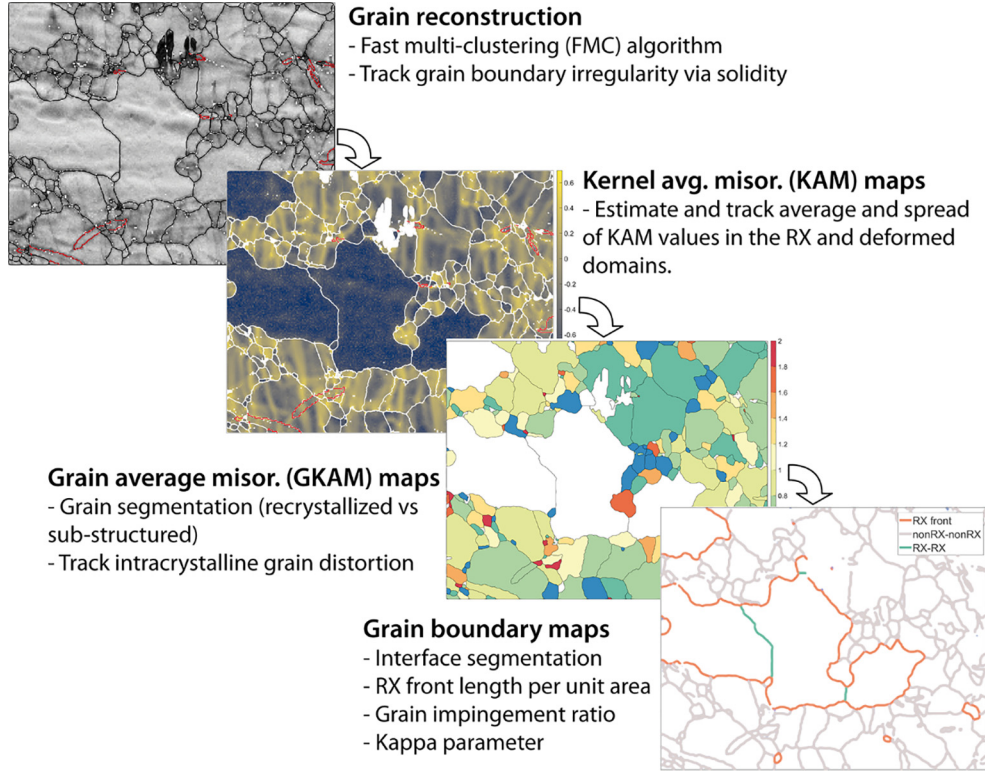 Grain reconstruction
- Fast multi-clustering (FMC) algorithm
- Track grain boundary irregularity via solidity
Kernel avg. misor. (KAM) maps
- Estimate and track average and spread
of KAM values in the RX and deformed
domains.
0.6
0.4
0.2
0
-0.2
-0.4
-0.6
Grain average misor. (GKAM) maps
- Grain segmentation (recrystallized vs
sub-structured)
- Track intracrystalline grain distortion
2
1.8
1.6
1.4
1.2
1
0.8
Grain boundary maps
- Interface segmentation
- RX front length per unit area
- Grain impingement ratio
- Kappa parameter
RX front
nonRX-nonRX
RX-RX